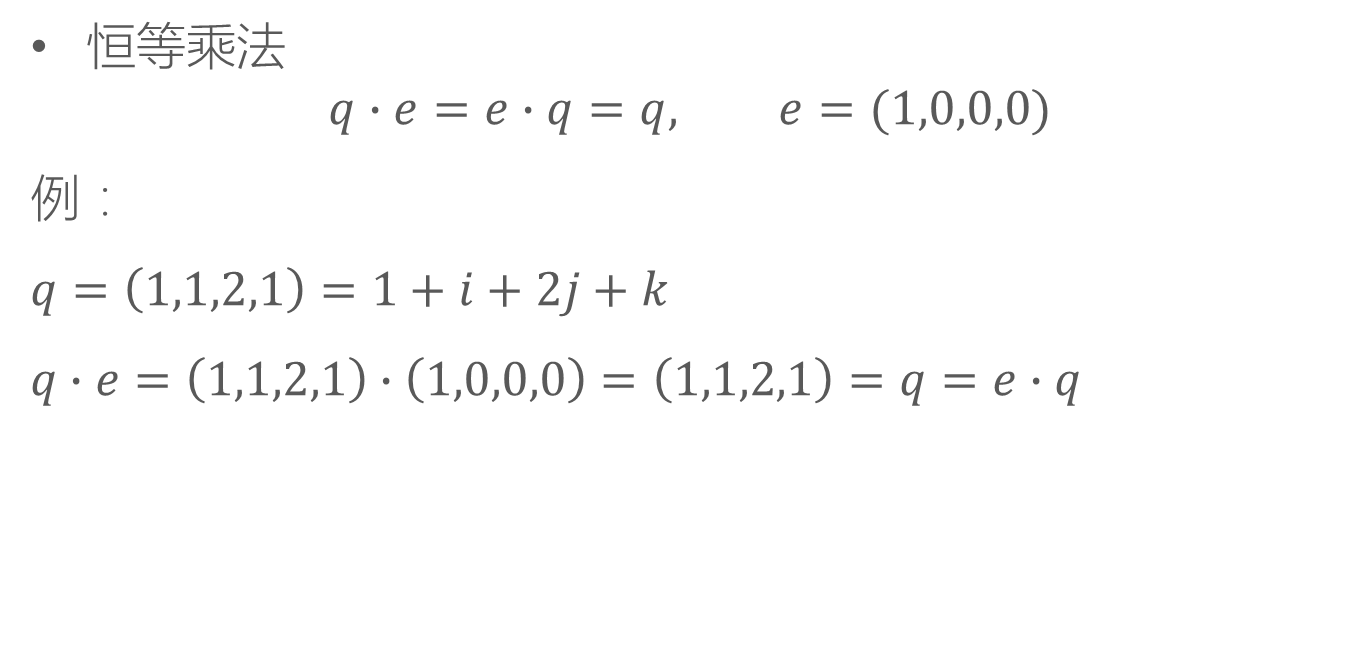 • 恒等乘法
q · e = e · q = q, e = (1,0,0,0)
例：
q = (1,1,2,1) = 1 + i + 2j + k
q · e = (1,1,2,1) · (1,0,0,0) = (1,1,2,1) = q = e · q